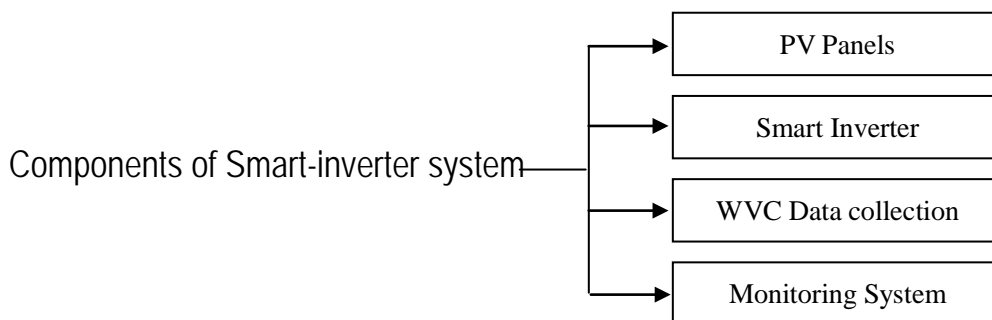 PV Panels
Smart Inverter
Components of Smart-inverter system
WVC Data collection
Monitoring System